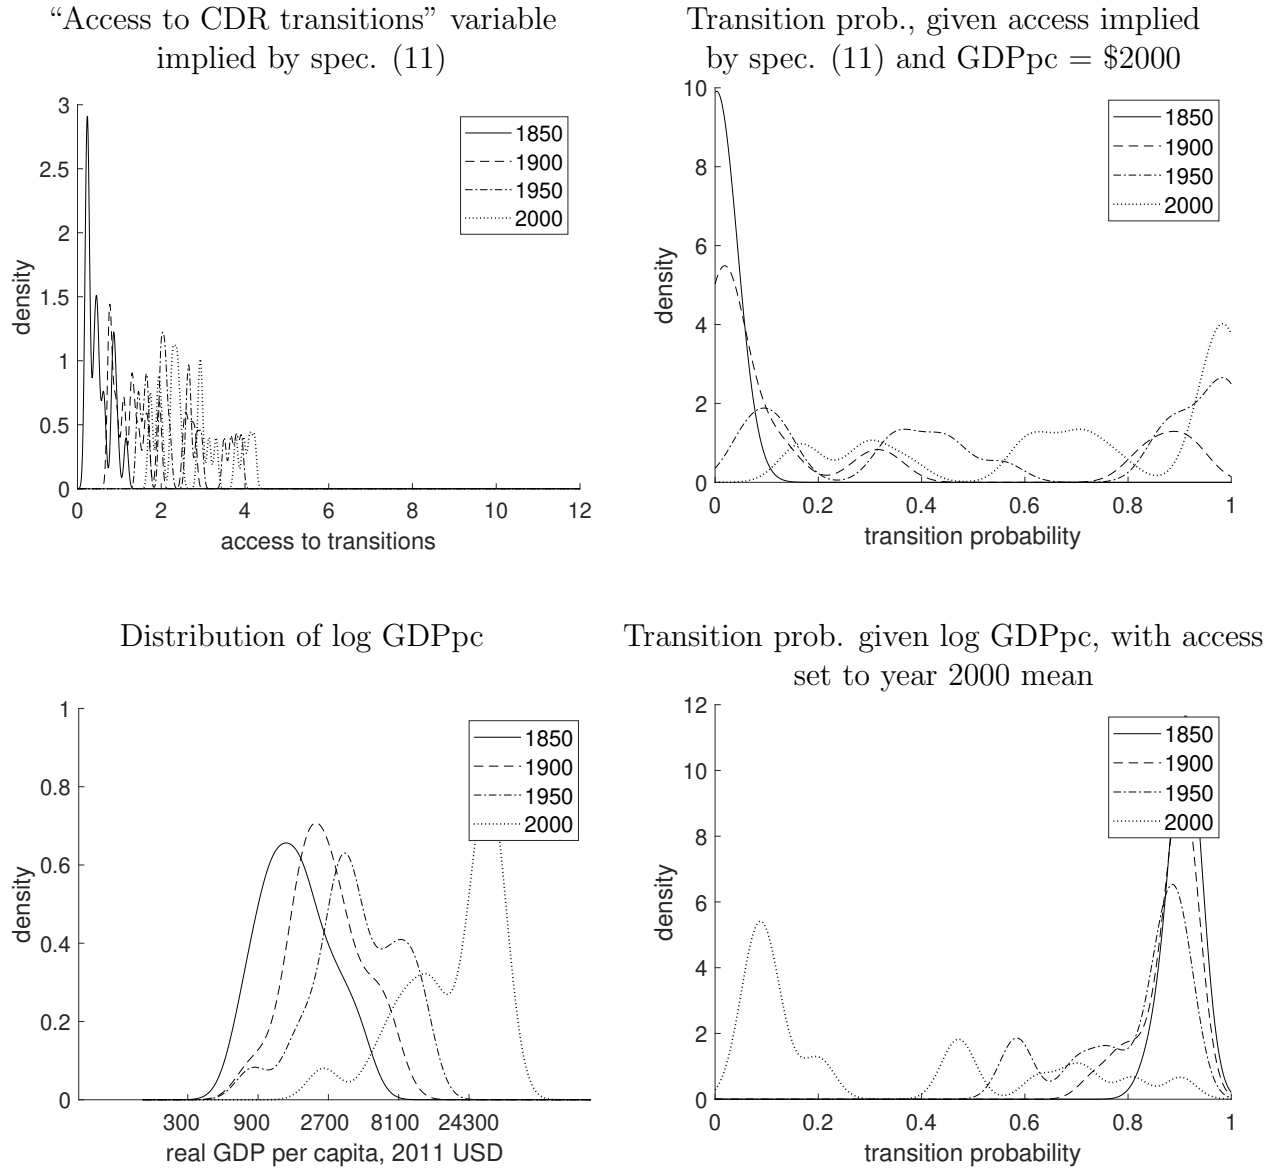 “Access to CDR transitions” variable
implied by spec. (11)
3
2.5
2
1.5
1
0.5
0
density
1850
1900
1950
2000
0 2 4 6 8 10 12
access to transitions
Transition prob., given access implied
by spec. (11) and GDPpc = $2000
10
8
6
4
2
0
density
1850
1900
1950
2000
0 0.2 0.4 0.6 0.8 1
transition probability
Distribution of log GDPpc
1
0.8
0.6
0.4
0.2
0
density
1850
1900
1950
2000
300 900 2700 8100 24300
real GDP per capita, 2011 USD
Transition prob. given log GDPpc, with access
set to year 2000 mean
12
10
8
6
4
2
0
density
1850
1900
1950
2000
0 0.2 0.4 0.6 0.8 1
transition probability